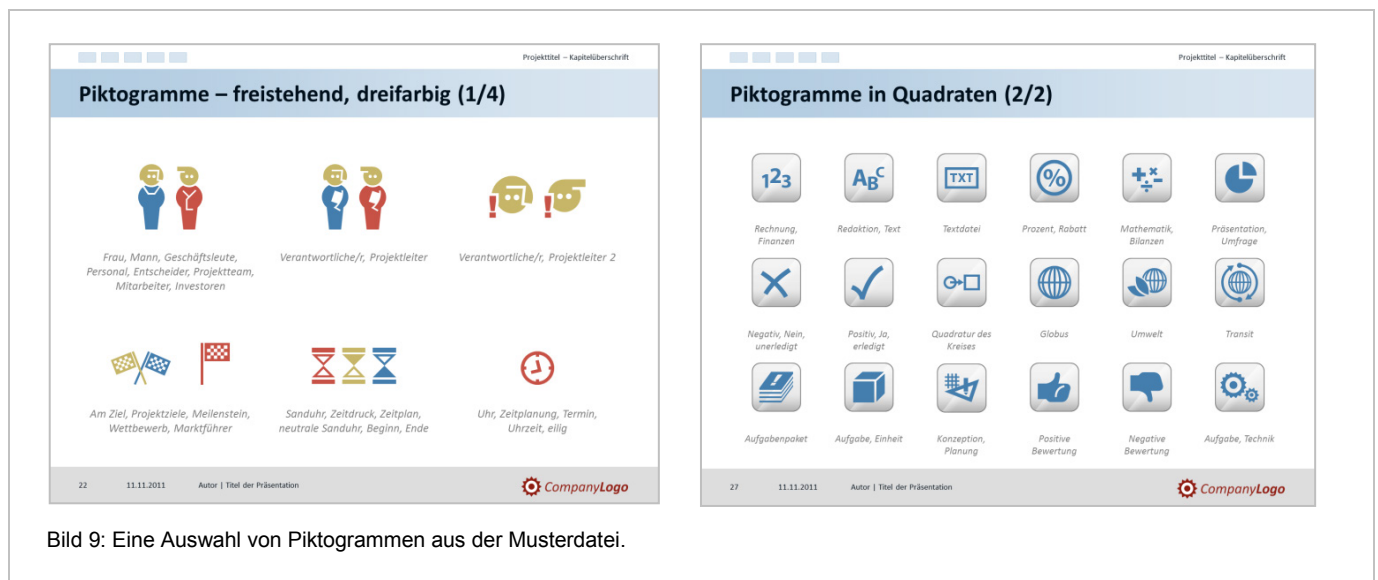 Projekttitel – Kapitelüberschrift
Piktogramme – freistehend, dreifarbig (1/4)
Frau, Mann, Geschäftsleute,
Personal, Entscheider, Projektteam,
Mitarbeiter, Investoren
Verantwortliche/r, Projektleiter
! !
Verantwortliche/r, Projektleiter 2
Am Ziel, Projektziele, Meilenstein,
Wettbewerb, Marktführer
Sanduhr, Zeitdruck, Zeitplan,
neutrale Sanduhr, Beginn, Ende
Uhr, Zeitplanung, Termin,
Uhrzeit, eilig
22 11.11.2011 Autor | Titel der Präsentation CompanyLogo
Projekttitel – Kapitelüberschrift
Piktogramme in Quadraten (2/2)
123 ABC TXT % +×÷−
Rechnung,
Finanzen
Redaktion, Text
Textdatei
Prozent, Rabatt
Mathematik,
Bilanzen
Präsentation,
Umfrage
Negativ, Nein,
unerledigt
Positiv, Ja,
erledigt
Quadratur des
Kreises
Globus
Umwelt
Transit
!
Aufgabenpaket
Aufgabe, Einheit
Konzeption,
Planung
Positive
Bewertung
Negative
Bewertung
Aufgabe, Technik
27 11.11.2011 Autor | Titel der Präsentation CompanyLogo
Bild 9: Eine Auswahl von Piktogrammen aus der Musterdatei.